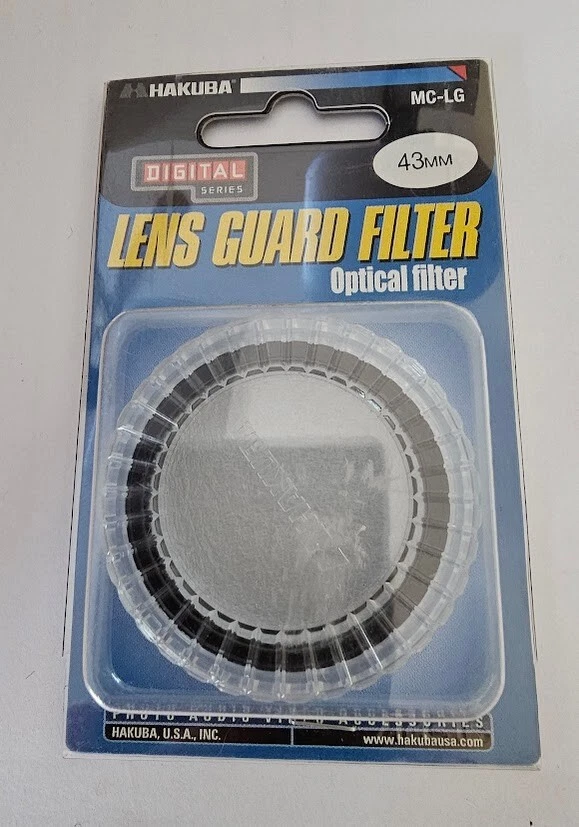 HAKUBA®
MC-LG
43MM
DIGITAL
SERIES
LENS GUARD FILTER
Optical filter
PHOTO AUDIO VIDEO ACCESSORIES
HAKUBA, U.S.A., INC.
www.hakubausa.com